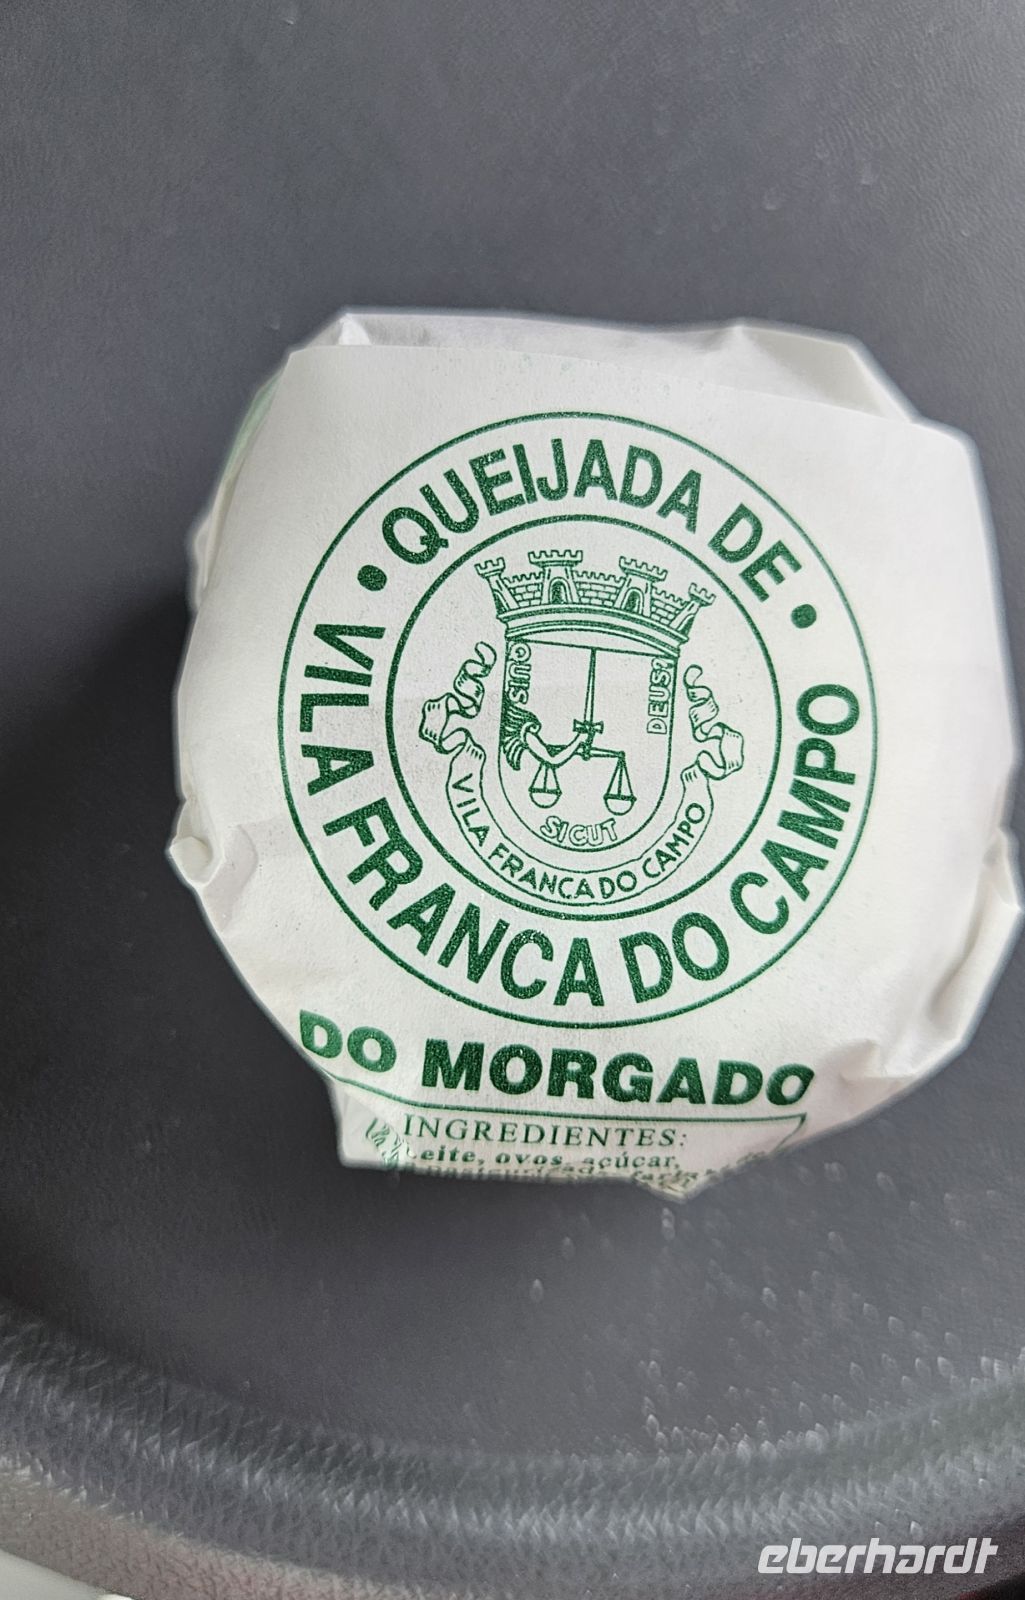 • QUEIJADA DE •
VILA FRANCA DO CAMPO
QUIS
DEUS?
SICUT
VILA FRANCA DO CAMPO
DO MORGADO
INGREDIENTES:
Leite, ovos, açúcar,
eberhardt